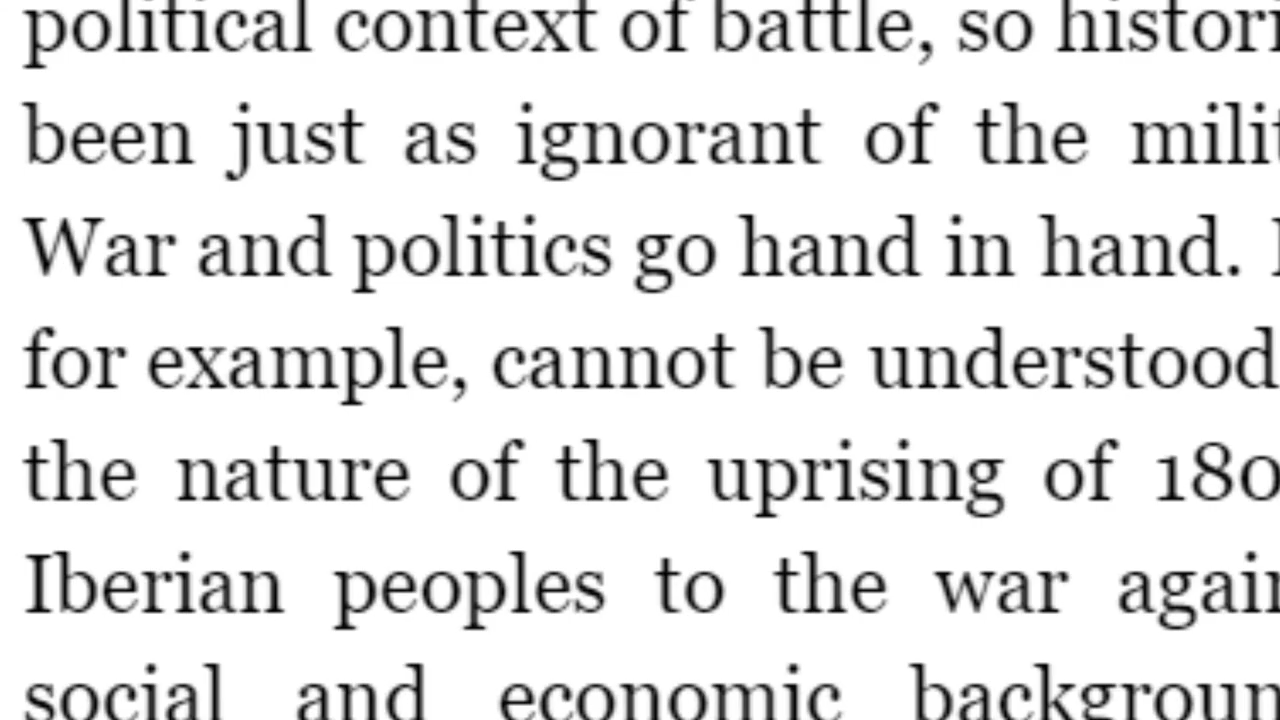 political context of battle, so histori
been just as ignorant of the milit
War and politics go hand in hand.
for example, cannot be understood
the nature of the uprising of 180
Iberian peoples to the war again
social and economic backgroun